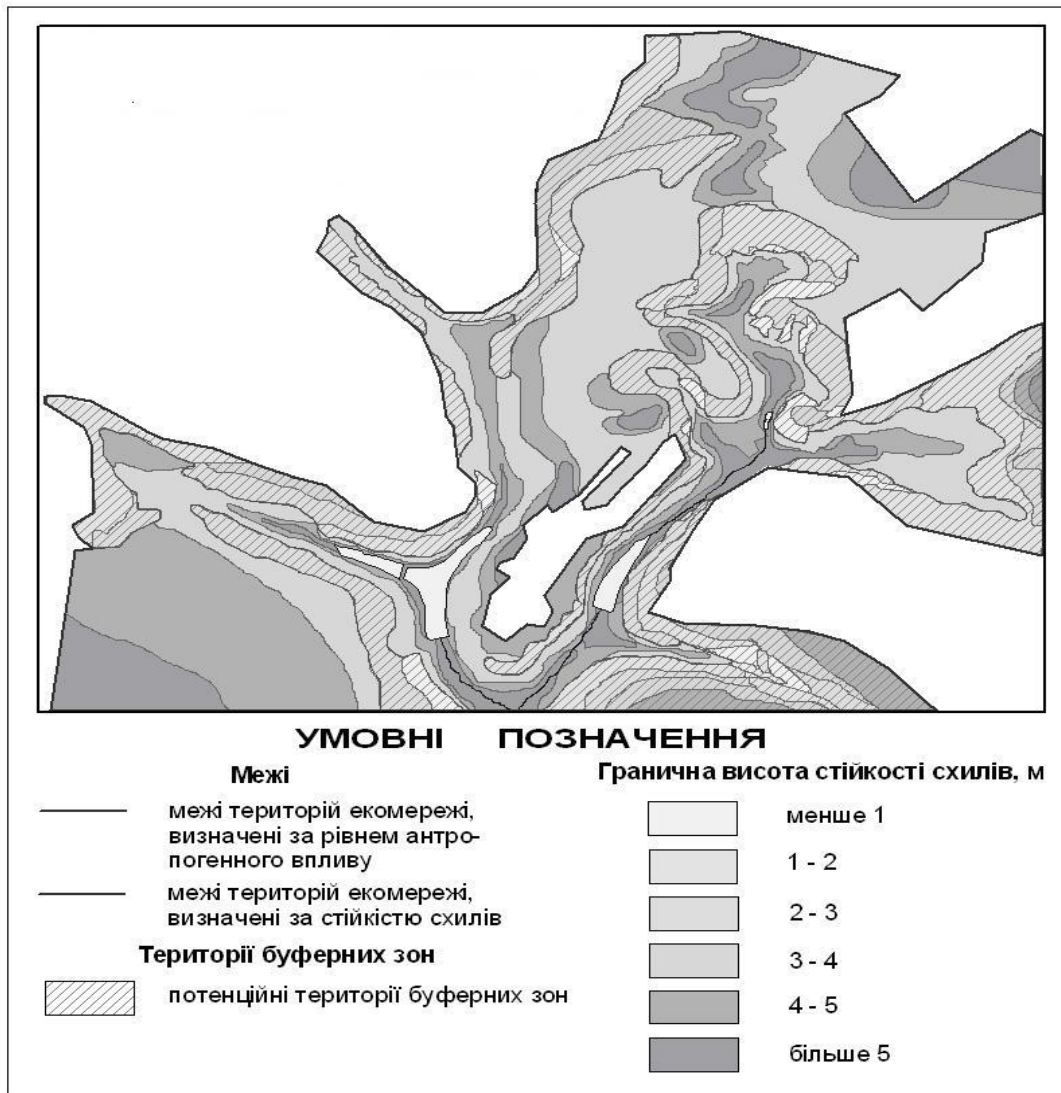 УМОВНІ ПОЗНАЧЕННЯ
Межі
межі територій екомережі,
визначені за рівнем антро-
погенного впливу
межі територій екомережі,
визначені за стійкістю схилів
Території буферних зон
потенційні території буферних зон
Гранична висота стійкості схилів, м
менше 1
1 - 2
2 - 3
3 - 4
4 - 5
більше 5